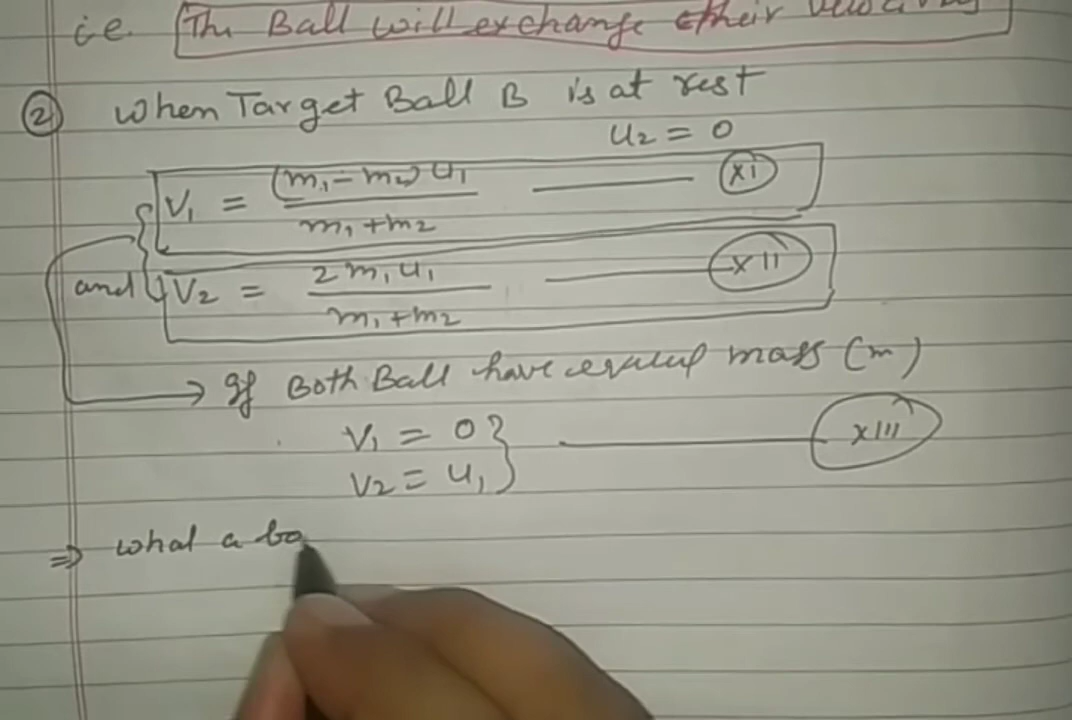 i.e. The Ball will exchange their velocity
② when Target Ball B is at rest
u₂ = 0
V₁ = (m₁ - m₂) u₁ / m₁ + m₂ —— (xi)
and V₂ = 2 m₁ u₁ / m₁ + m₂ —— (xii)
→ If Both Ball have equal mass (m)
V₁ = 0
V₂ = u₁ } —— (xiii)
⇒ what a bo